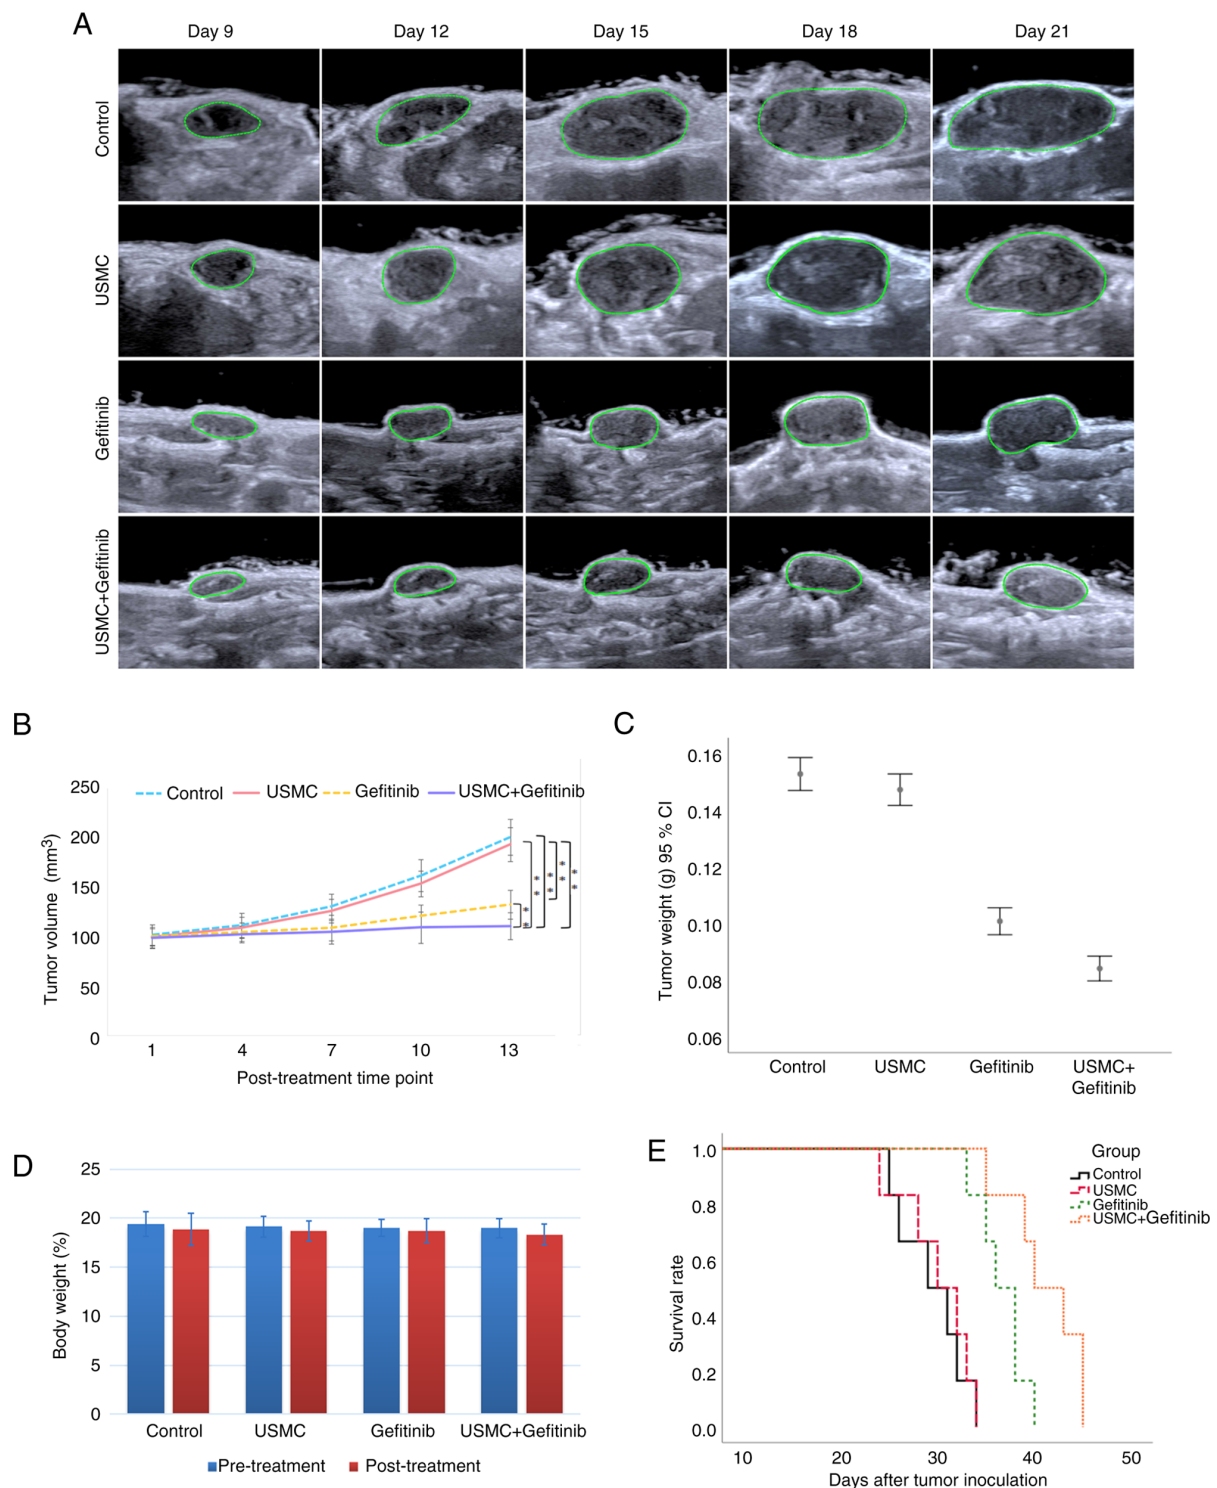 A
Day 9 Day 12 Day 15 Day 18 Day 21
Control
USMC
Gefitinib
USMC+Gefitinib
B
250
200
150
100
50
0
Tumor volume (mm3)
Control USMC Gefitinib USMC+Gefitinib
* *
* *
* *
* *
* *
1 4 7 10 13
Post-treatment time point
C
0.16
0.14
0.12
0.10
0.08
0.06
Tumor weight (g) 95 % CI
Control USMC Gefitinib USMC+
Gefitinib
D
25
20
15
10
5
0
Body weight (%)
Control USMC Gefitinib USMC+Gefitinib
Pre-treatment Post-treatment
E
1.0
0.8
0.6
0.4
0.2
0.0
Survival rate
Group
Control
USMC
Gefitinib
USMC+Gefitinib
10 20 30 40 50
Days after tumor inoculation